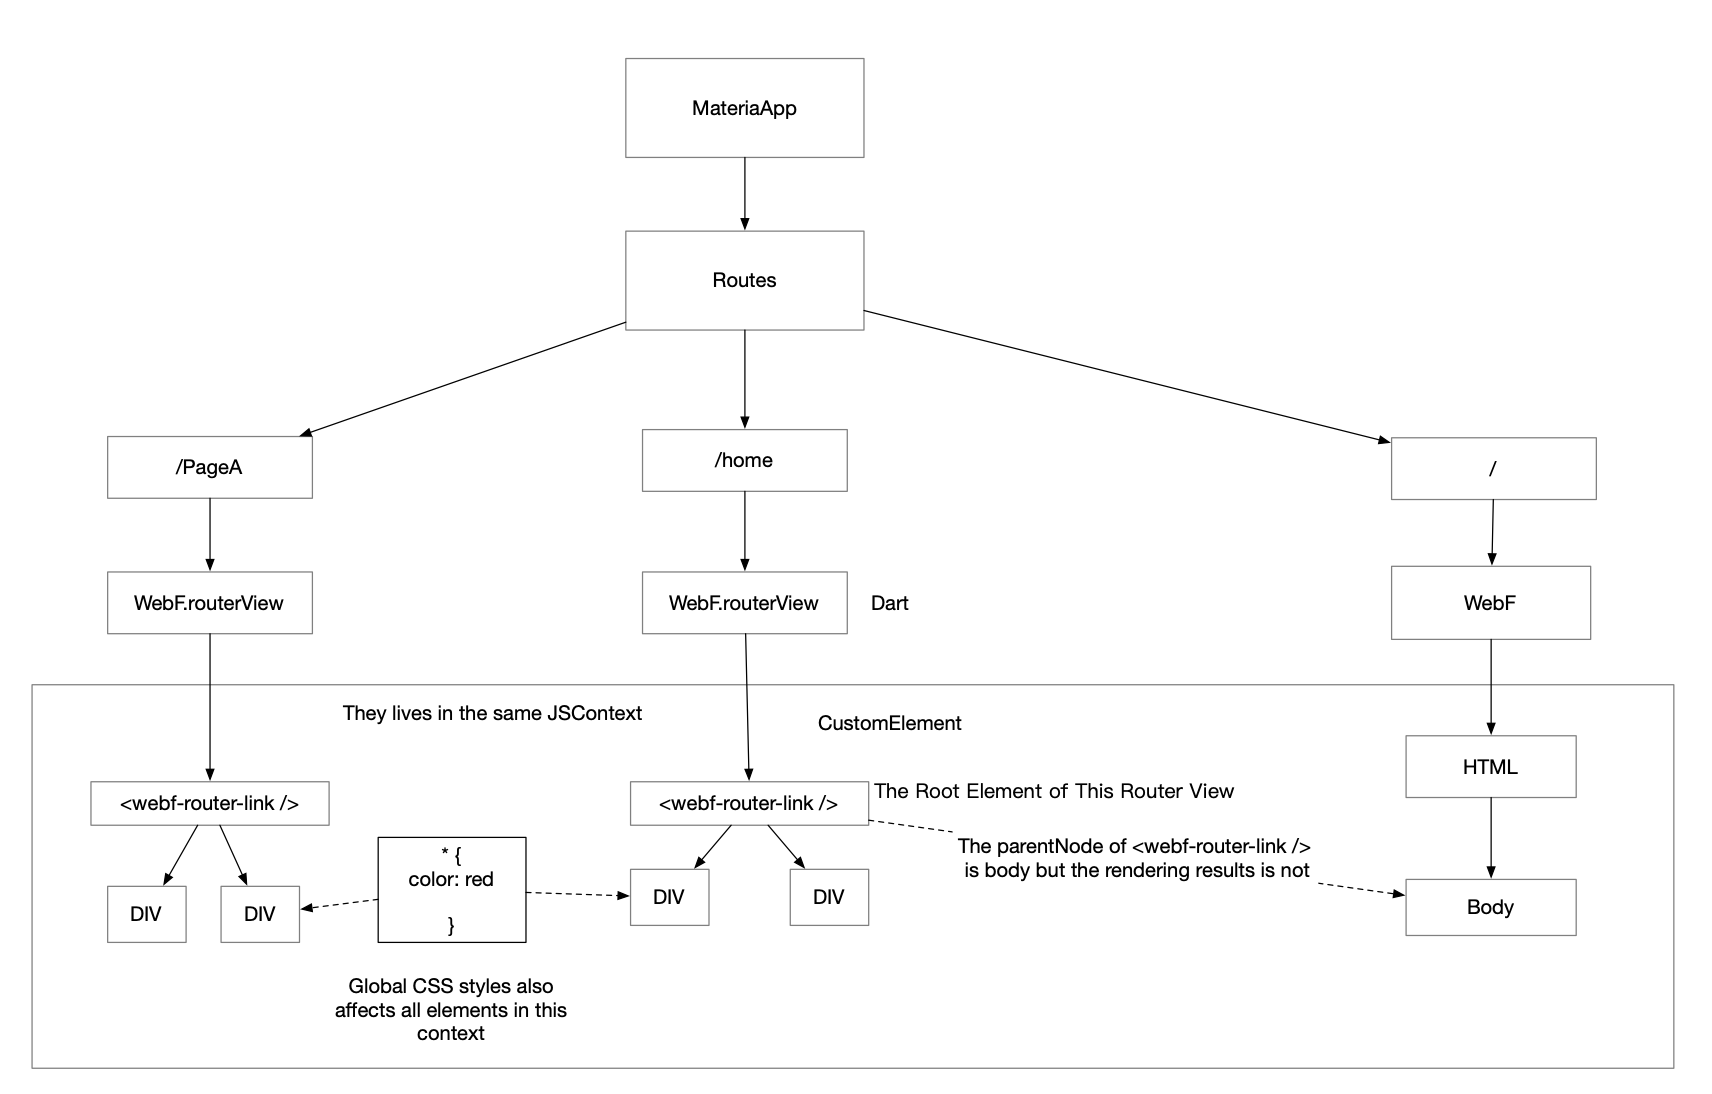 MateriaApp
Routes
/PageA
/home
/
WebF.routerView
WebF.routerView
Dart
WebF
They lives in the same JSContext
CustomElement
HTML
<webf-router-link />
<webf-router-link />
The Root Element of This Router View
* {
color: red
}
The parentNode of <webf-router-link />
is body but the rendering results is not
DIV
DIV
DIV
DIV
Body
Global CSS styles also
affects all elements in this
context